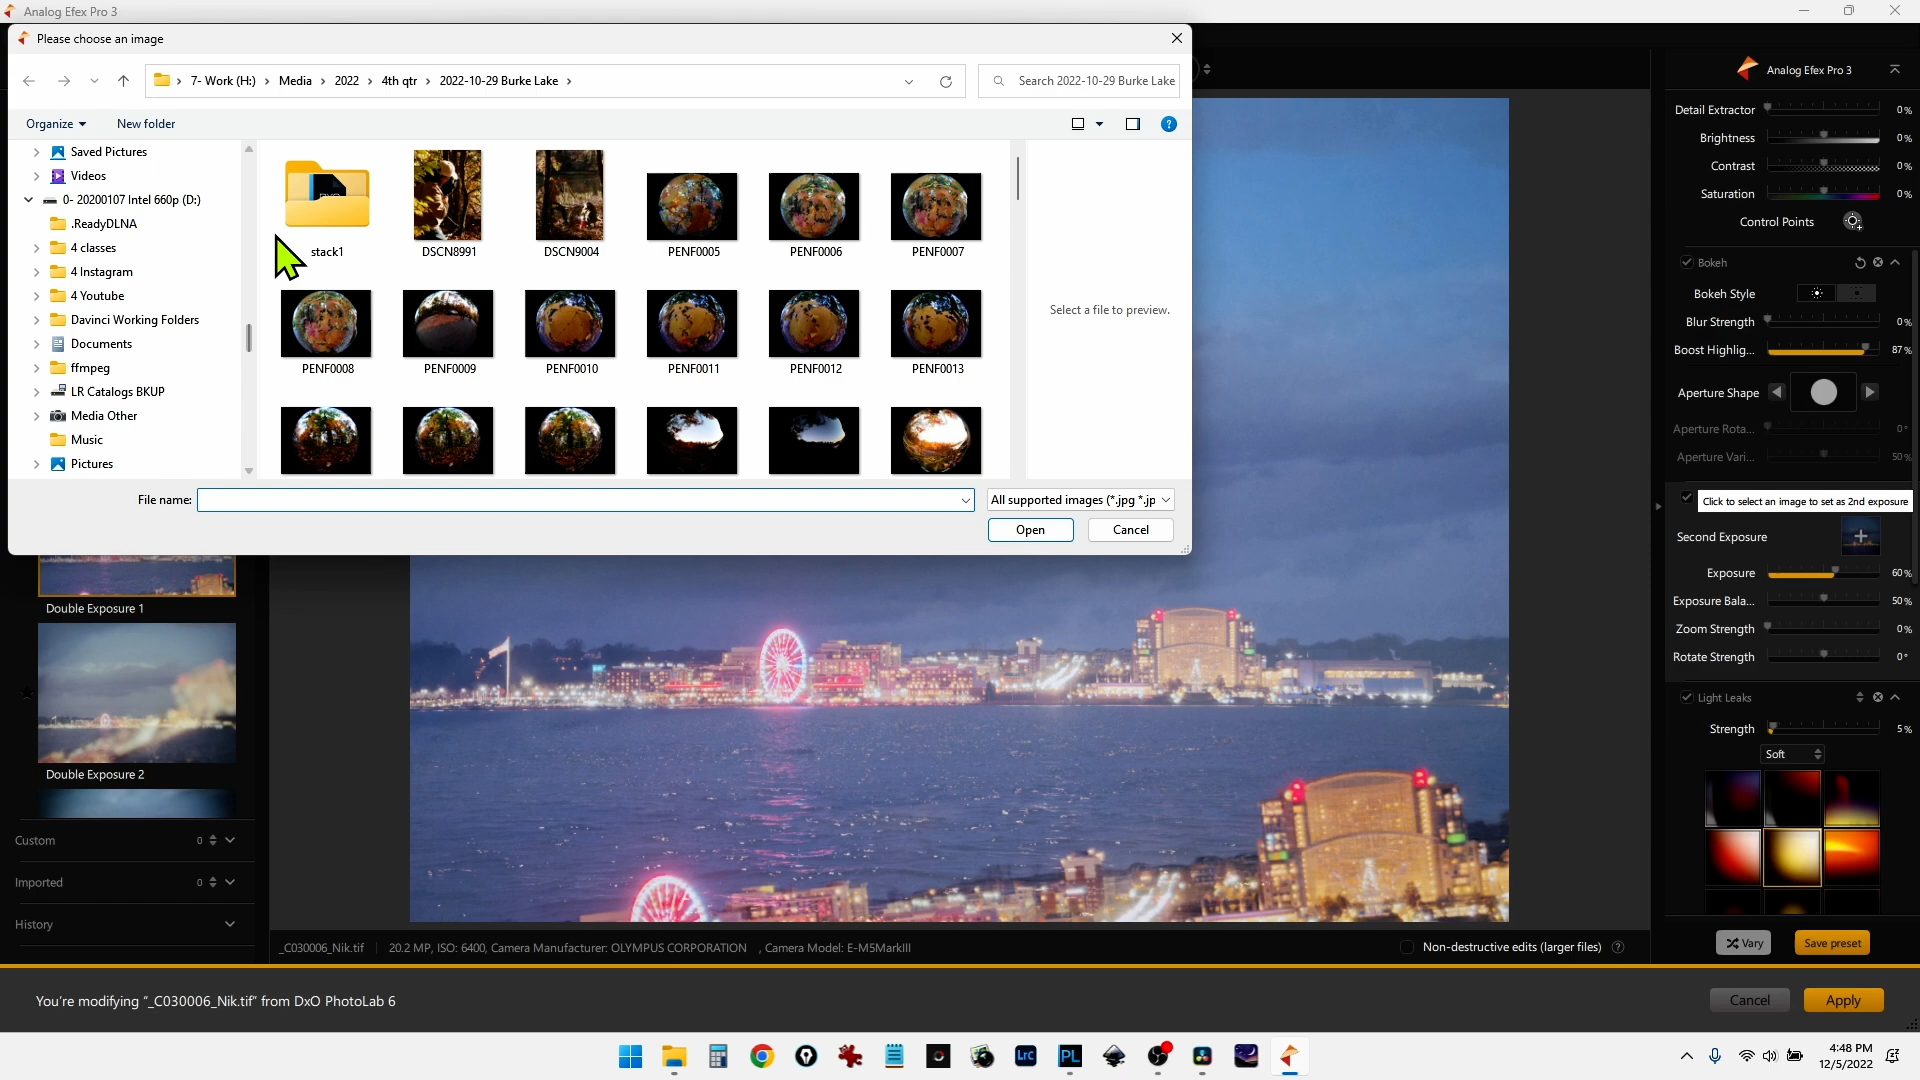 Analog Efex Pro 3
Please choose an image
7- Work (H:) > Media > 2022 > 4th qtr > 2022-10-29 Burke Lake >
Search 2022-10-29 Burke Lake
Organize
New folder
Saved Pictures
Videos
0- 20200107 Intel 660p (D:)
.ReadyDLNA
4 classes
4 Instagram
4 Youtube
Davinci Working Folders
Documents
ffmpeg
LR Catalogs BKUP
Media Other
Music
Pictures
stack1
DSCN8991
DSCN9004
PENF0005
PENF0006
PENF0007
PENF0008
PENF0009
PENF0010
PENF0011
PENF0012
PENF0013
Select a file to preview.
File name:
All supported images (*.jpg *.jp
Open
Cancel
Analog Efex Pro 3
Detail Extractor 0%
Brightness 0%
Contrast 0%
Saturation 0%
Control Points
Bokeh
Bokeh Style
Blur Strength 0%
Boost Highlig... 87%
Aperture Shape
Aperture Rota... 0°
Aperture Vari... 50%
Click to select an image to set as 2nd exposure
Second Exposure
Exposure 60%
Exposure Bala... 50%
Zoom Strength 0%
Rotate Strength 0°
Light Leaks
Strength 5%
Soft
Vary
Save preset
Double Exposure 1
Double Exposure 2
Custom 0
Imported 0
History
_C030006_Nik.tif
20.2 MP, ISO: 6400, Camera Manufacturer: OLYMPUS CORPORATION , Camera Model: E-M5MarkIII
Non-destructive edits (larger files)
You're modifying "_C030006_Nik.tif" from DxO PhotoLab 6
Cancel
Apply
LrC
PL
4:48 PM
12/5/2022